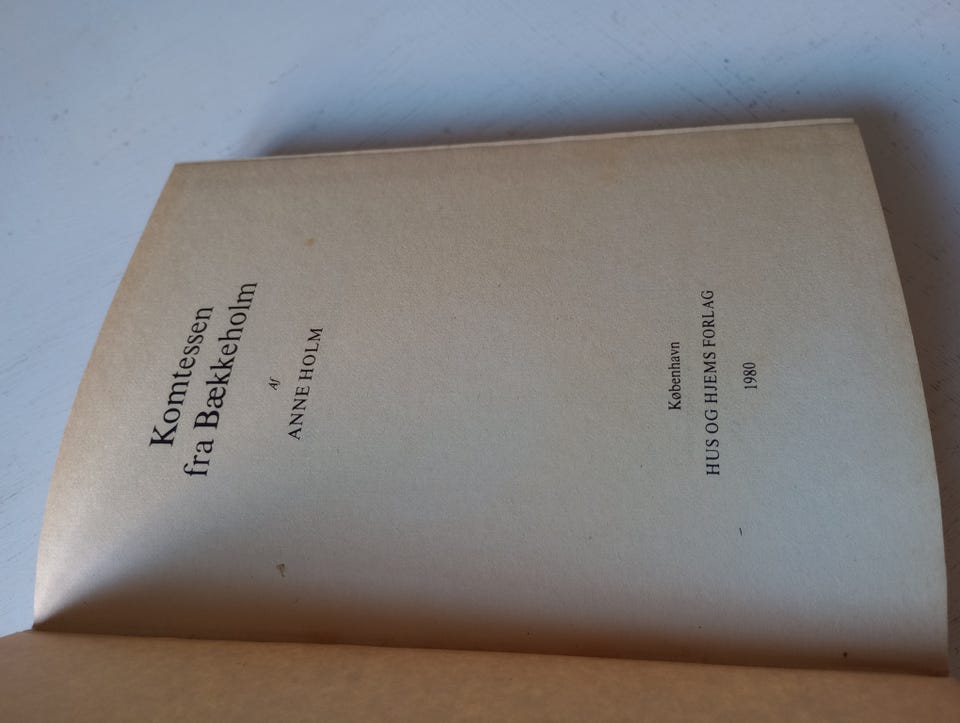 Komtessen
fra Bækkeholm
Af
ANNE HOLM
København
HUS OG HJEMS FORLAG
1980